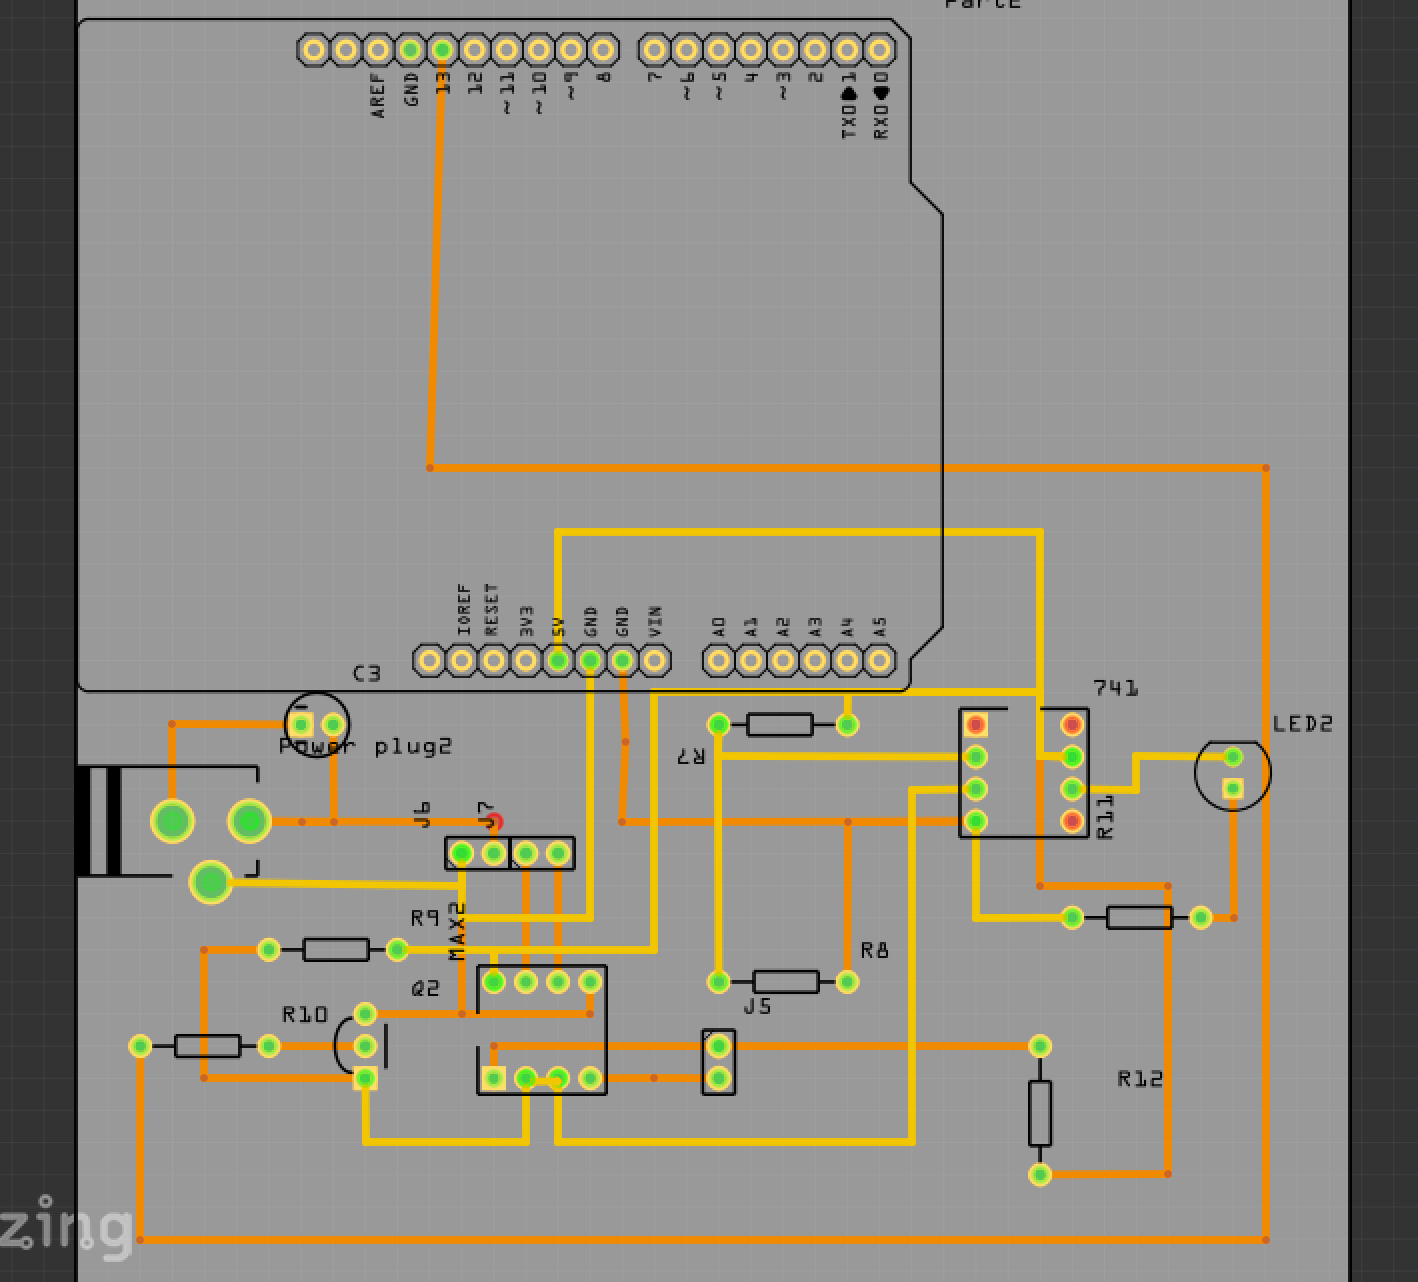 Part2
AREF GND 13 12 ~11 ~10 ~9 8 7 ~6 ~5 4 ~3 2 TX0▶1 RX0◀0
IOREF RESET 3V3 5V GND GND VIN A0 A1 A2 A3 A4 A5
C3
741
LED2
Power plug2
R7
J6 J7
R11
R9
MAX2
R8
Q2
J5
R10
R12
zing